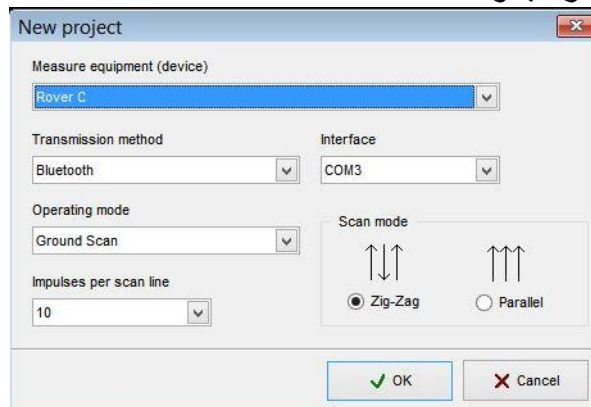 New project
Measure equipment (device)
Rover C
Transmission method
Interface
Bluetooth
COM3
Operating mode
Ground Scan
Scan mode
Impulses per scan line
10
Zig-Zag
Parallel
OK
Cancel